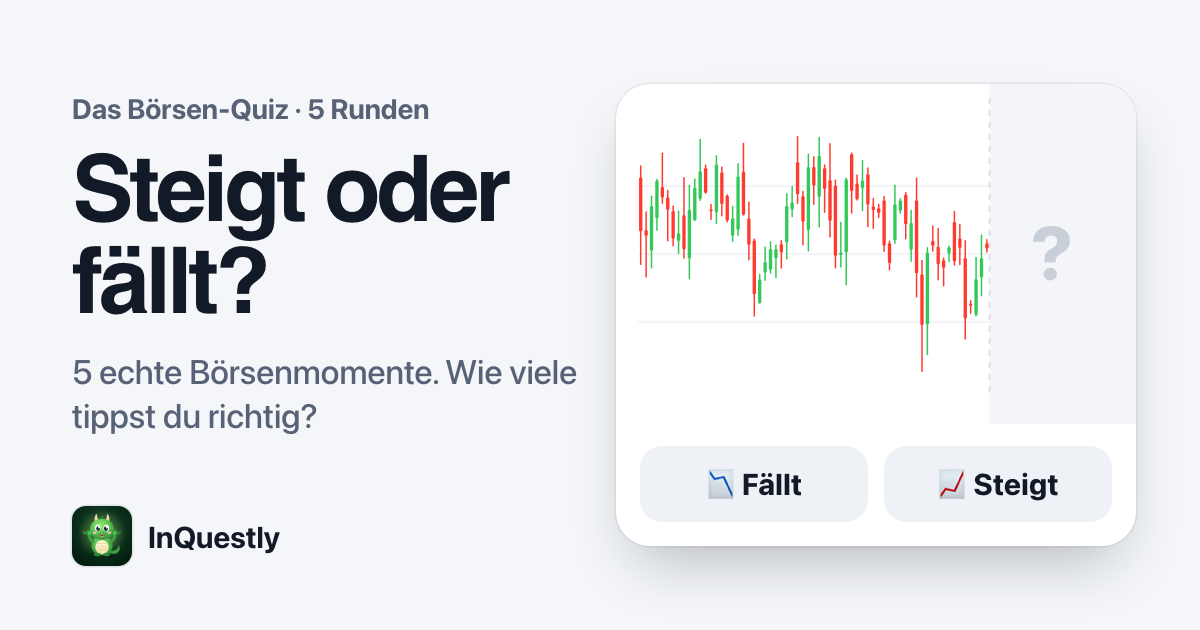 Das Börsen-Quiz · 5 Runden
Steigt oder
fällt?
5 echte Börsenmomente. Wie viele
tippst du richtig?
InQuestly
?
Fällt
Steigt